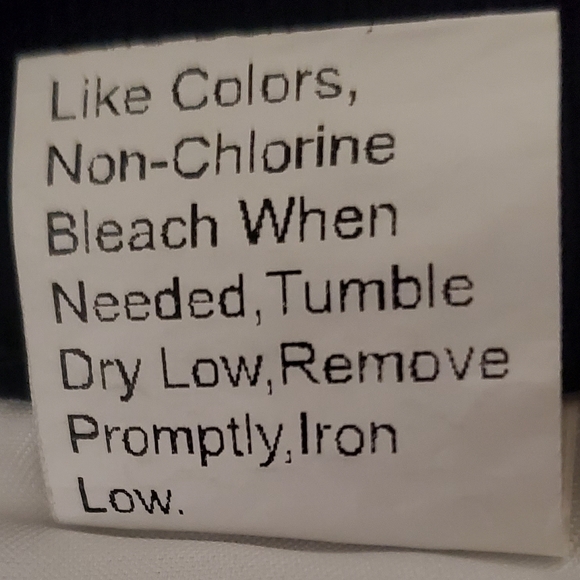 Like Colors,
Non-Chlorine
Bleach When
Needed,Tumble
Dry Low,Remove
Promptly,Iron
Low.